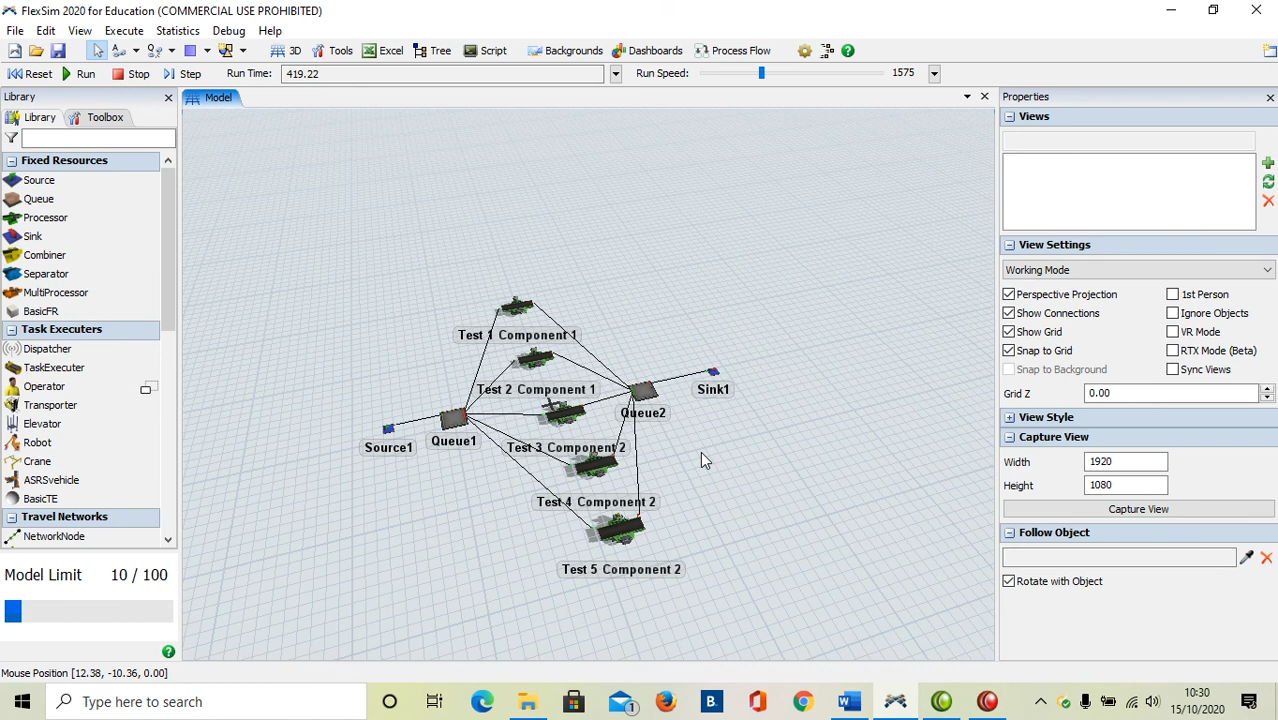 FlexSim 2020 for Education (COMMERCIAL USE PROHIBITED)
File Edit View Execute Statistics Debug Help
3D Tools Excel Tree Script Backgrounds Dashboards Process Flow
Reset Run Stop Step Run Time: 419.22 Run Speed: 1575
Library
Library Toolbox
Fixed Resources
Source
Queue
Processor
Sink
Combiner
Separator
MultiProcessor
BasicFR
Task Executers
Dispatcher
TaskExecuter
Operator
Transporter
Elevator
Robot
Crane
ASRSvehicle
BasicTE
Travel Networks
NetworkNode
Model Limit 10 / 100
Mouse Position [12.38, -10.36, 0.00]
Model
Test 1 Component 1
Test 2 Component 1
Sink1
Queue2
Queue1
Source1
Test 3 Component 2
Test 4 Component 2
Test 5 Component 2
Properties
Views
View Settings
Working Mode
Perspective Projection 1st Person
Show Connections Ignore Objects
Show Grid VR Mode
Snap to Grid RTX Mode (Beta)
Snap to Background Sync Views
Grid Z 0.00
View Style
Capture View
Width 1920
Height 1080
Capture View
Follow Object
Rotate with Object
Type here to search
1
B.
W
10:30
15/10/2020